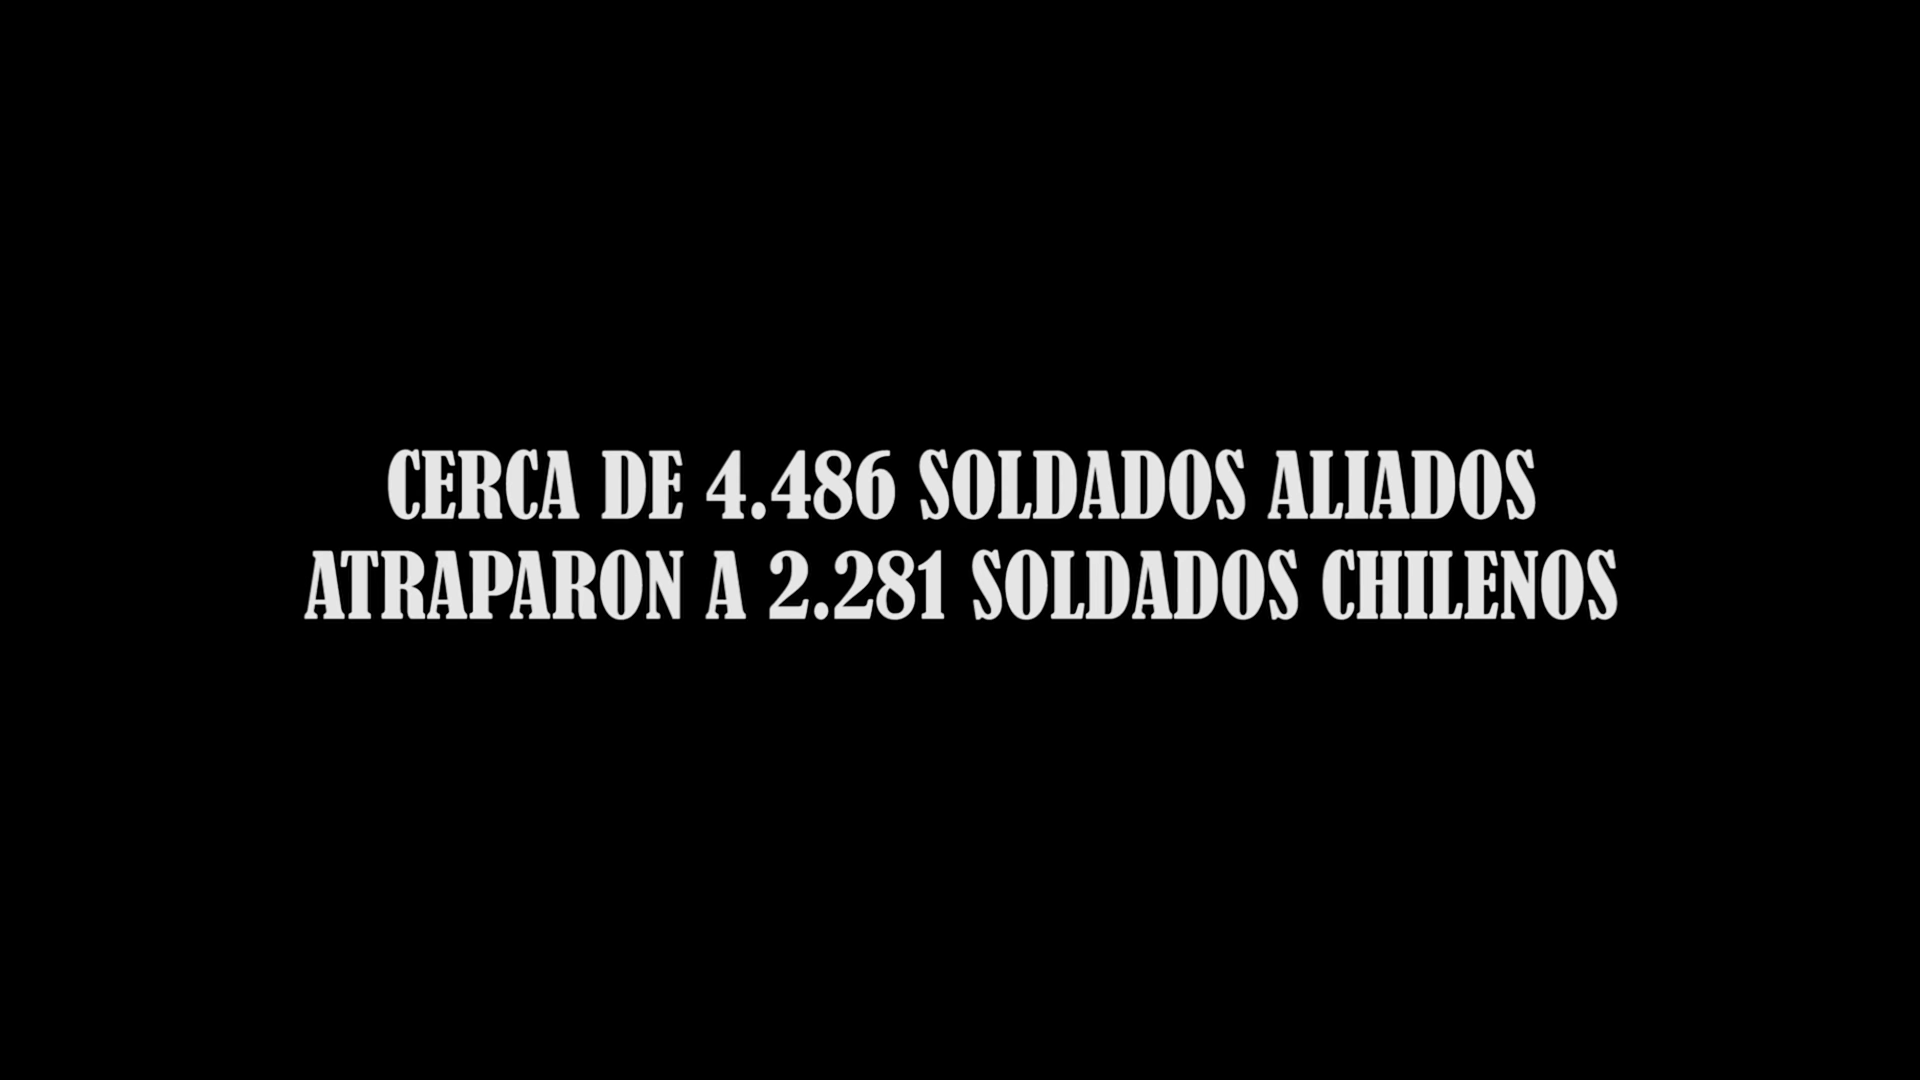 CERCA DE 4.486 SOLDADOS ALIADOS
ATRAPARON A 2.281 SOLDADOS CHILENOS